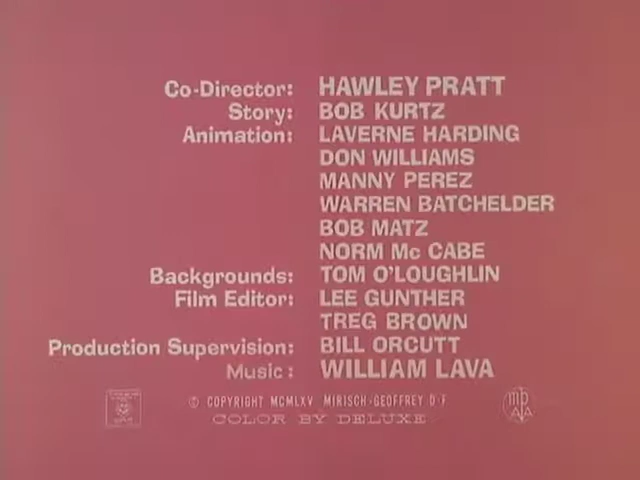 Co-Director: HAWLEY PRATT
Story: BOB KURTZ
Animation: LAVERNE HARDING
DON WILLIAMS
MANNY PEREZ
WARREN BATCHELDER
BOB MATZ
NORM Mc CABE
Backgrounds: TOM O'LOUGHLIN
Film Editor: LEE GUNTHER
TREG BROWN
Production Supervision: BILL ORCUTT
Music: WILLIAM LAVA
© COPYRIGHT MCMLXV MIRISCH-GEOFFREY D-F
COLOR BY DELUXE